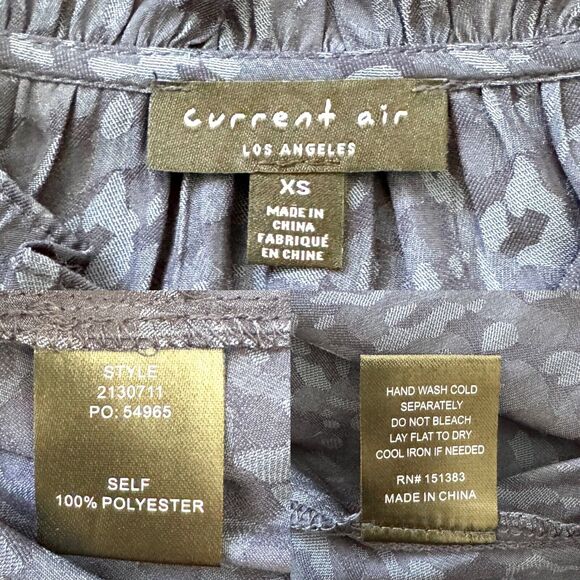 current air
LOS ANGELES
XS
MADE IN
CHINA
FABRIQUÉ
EN CHINE
STYLE
2130711
PO: 54965
SELF
100% POLYESTER
HAND WASH COLD
SEPARATELY
DO NOT BLEACH
LAY FLAT TO DRY
COOL IRON IF NEEDED
RN# 151383
MADE IN CHINA